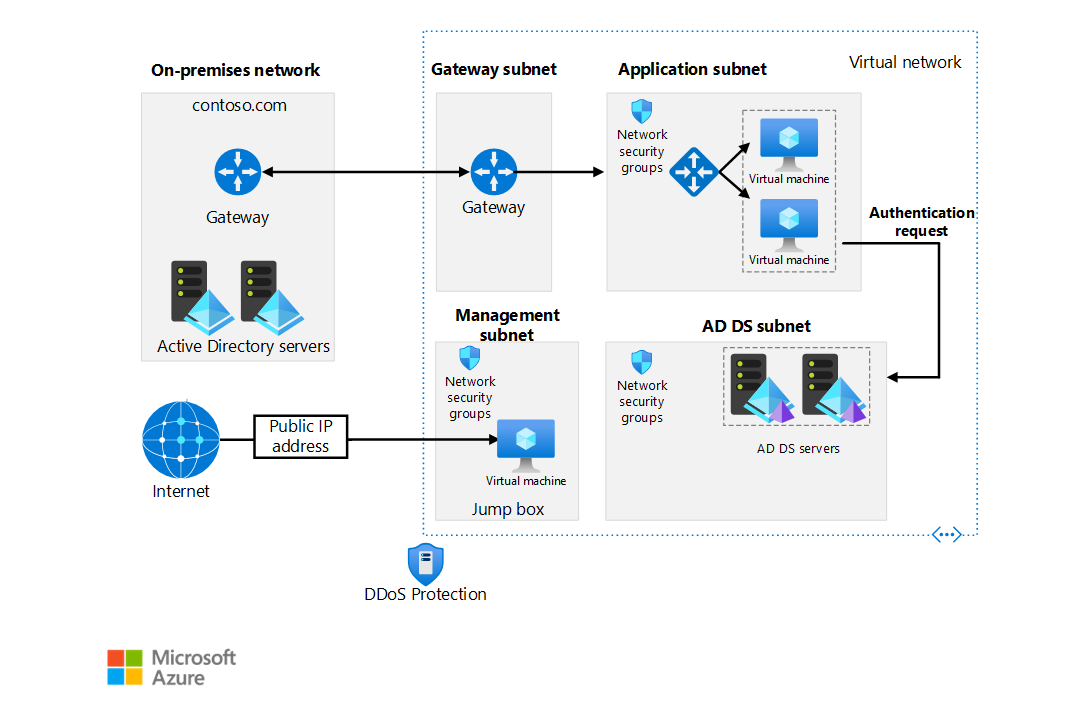 Virtual network
On-premises network
contoso.com
Gateway
Active Directory servers
Gateway subnet
Gateway
Application subnet
Network
security
groups
Virtual machine
Virtual machine
Authentication
request
Management
subnet
Network
security
groups
Virtual machine
Jump box
AD DS subnet
Network
security
groups
AD DS servers
Internet
Public IP
address
DDoS Protection
Microsoft
Azure